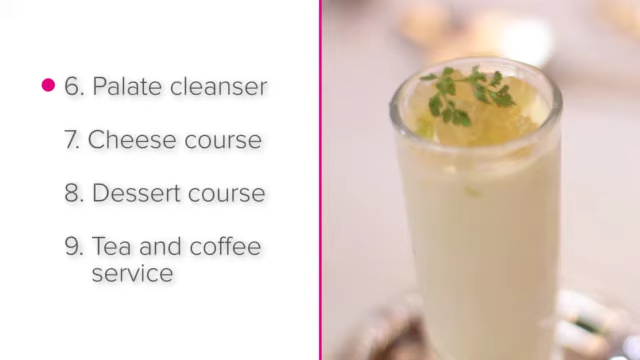 6. Palate cleanser
7. Cheese course
8. Dessert course
9. Tea and coffee
service